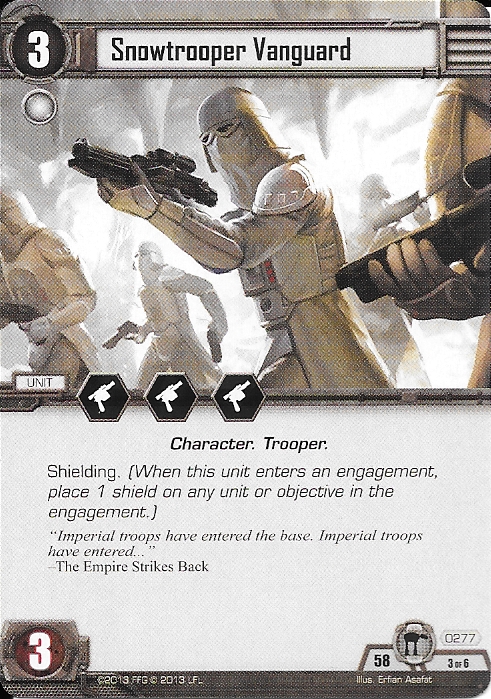 3
Snowtrooper Vanguard
UNIT
Character. Trooper.
Shielding. (When this unit enters an engagement,
place 1 shield on any unit or objective in the
engagement.)
“Imperial troops have entered the base. Imperial troops
have entered...”
–The Empire Strikes Back
3
0277
58
3 OF 6
©2013 FFG © 2013 LFL
Illus. Erfian Asafat